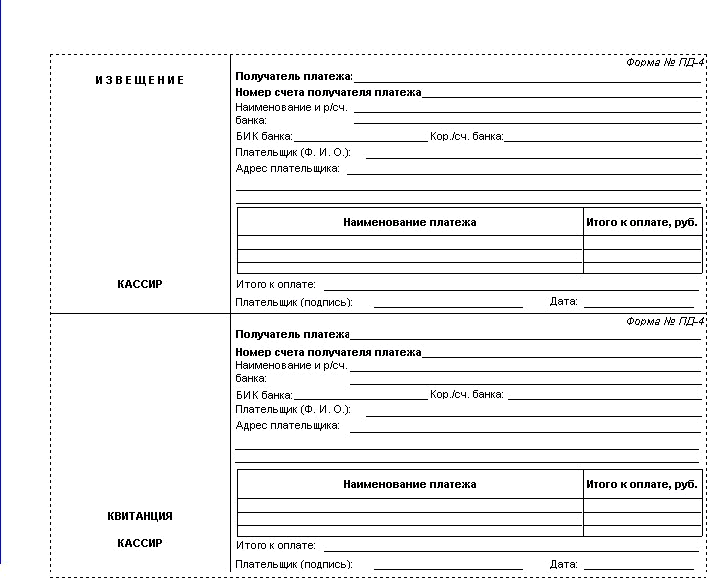 Форма № ПД-4
ИЗВЕЩЕНИЕ
Получатель платежа:
Номер счета получателя платежа
Наименование и р/сч.
банка:
БИК банка: Кор./сч. банка:
Плательщик (Ф. И. О.):
Адрес плательщика:
Наименование платежа Итого к оплате, руб.
КАССИР Итого к оплате:
Плательщик (подпись): Дата:
Форма № ПД-4
Получатель платежа
Номер счета получателя платежа
Наименование и р/сч.
банка:
БИК банка: Кор./сч. банка:
Плательщик (Ф. И. О.):
Адрес плательщика:
Наименование платежа Итого к оплате, руб.
КВИТАНЦИЯ
КАССИР Итого к оплате:
Плательщик (подпись): Дата: